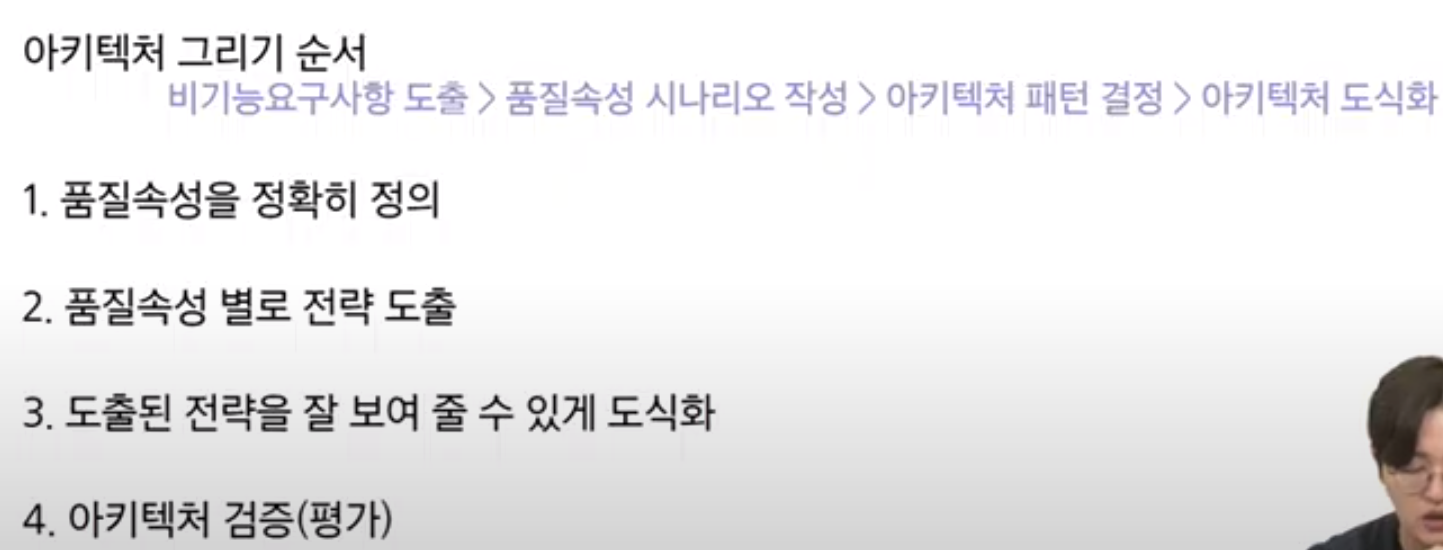 아키텍처 그리기 순서
비기능요구사항 도출 > 품질속성 시나리오 작성 > 아키텍처 패턴 결정 > 아키텍처 도식화
1. 품질속성을 정확히 정의
2. 품질속성 별로 전략 도출
3. 도출된 전략을 잘 보여 줄 수 있게 도식화
4. 아키텍처 검증(평가)